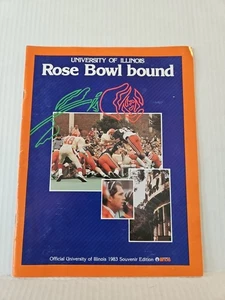 UNIVERSITY OF ILLINOIS
Rose Bowl bound
Official University of Illinois 1983 Souvenir Edition